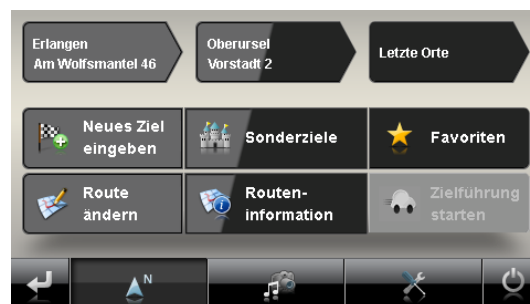 Erlangen
Am Wolfsmantel 46
Oberursel
Vorstadt 2
Letzte Orte
Neues Ziel
eingeben
Sonderziele
Favoriten
Route
ändern
Routen-
information
Zielführung
starten
N